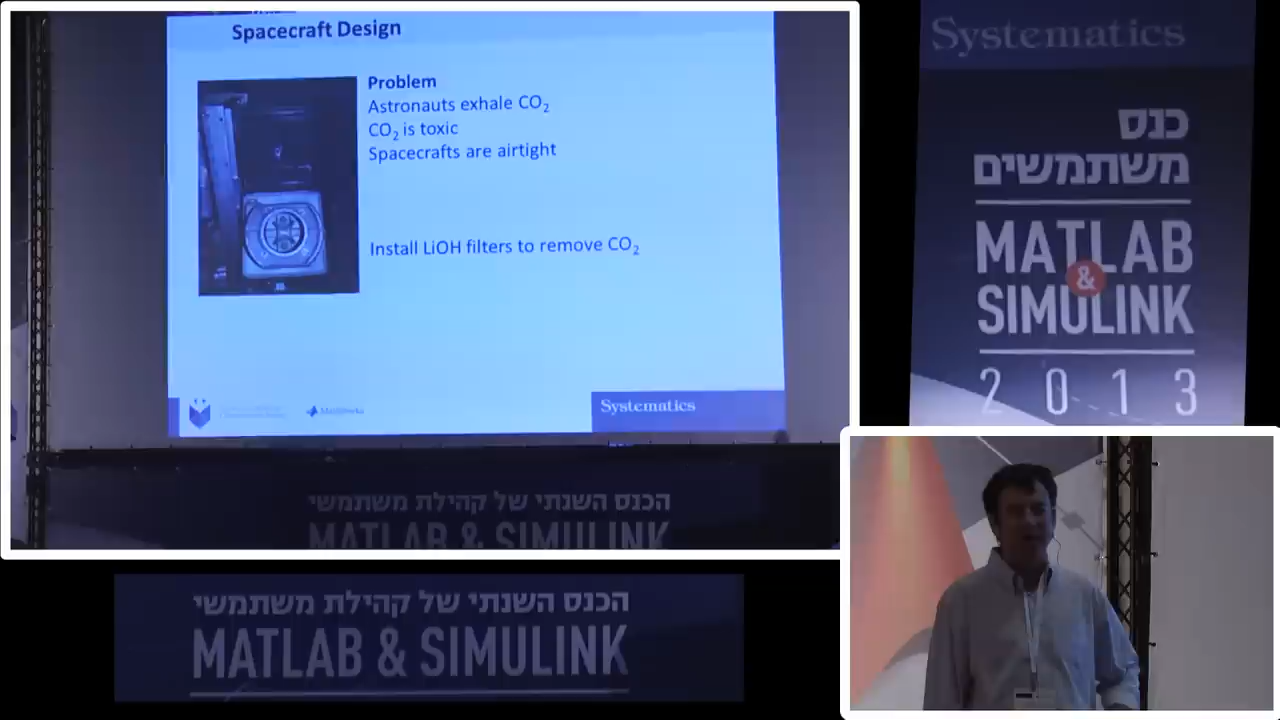 Spacecraft Design
Problem
Astronauts exhale CO₂
CO₂ is toxic
Spacecrafts are airtight
Install LiOH filters to remove CO₂
MathWorks
Systematics
הכנס השנתי של קהילת משתמשי
MATLAB & SIMULINK
Systematics
כנס
משתמשים
MATLAB
&
SIMULINK
2013
הכנס השנתי של קהילת משתמשי
MATLAB & SIMULINK